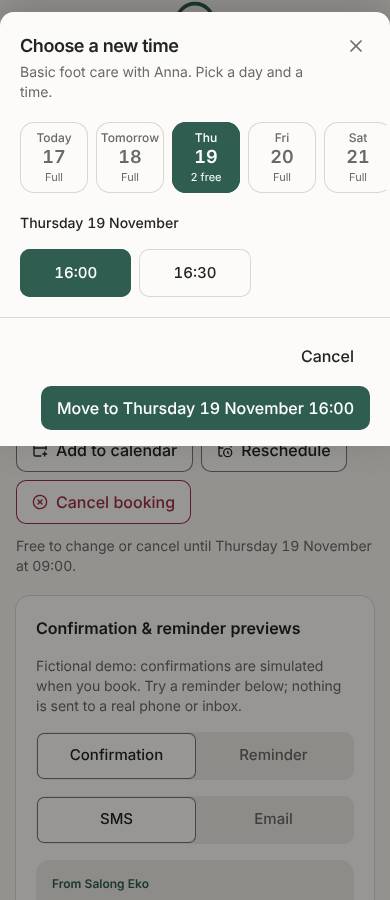 Choose a new time
Basic foot care with Anna. Pick a day and a
time.
Today
17
Full
Tomorrow
18
Full
Thu
19
2 free
Fri
20
Full
Sat
21
Full
Thursday 19 November
16:00
16:30
Cancel
Move to Thursday 19 November 16:00
Add to calendar
Reschedule
Cancel booking
Free to change or cancel until Thursday 19 November
at 09:00.
Confirmation & reminder previews
Fictional demo: confirmations are simulated
when you book. Try a reminder below; nothing
is sent to a real phone or inbox.
Confirmation
Reminder
SMS
Email
From Salong Eko